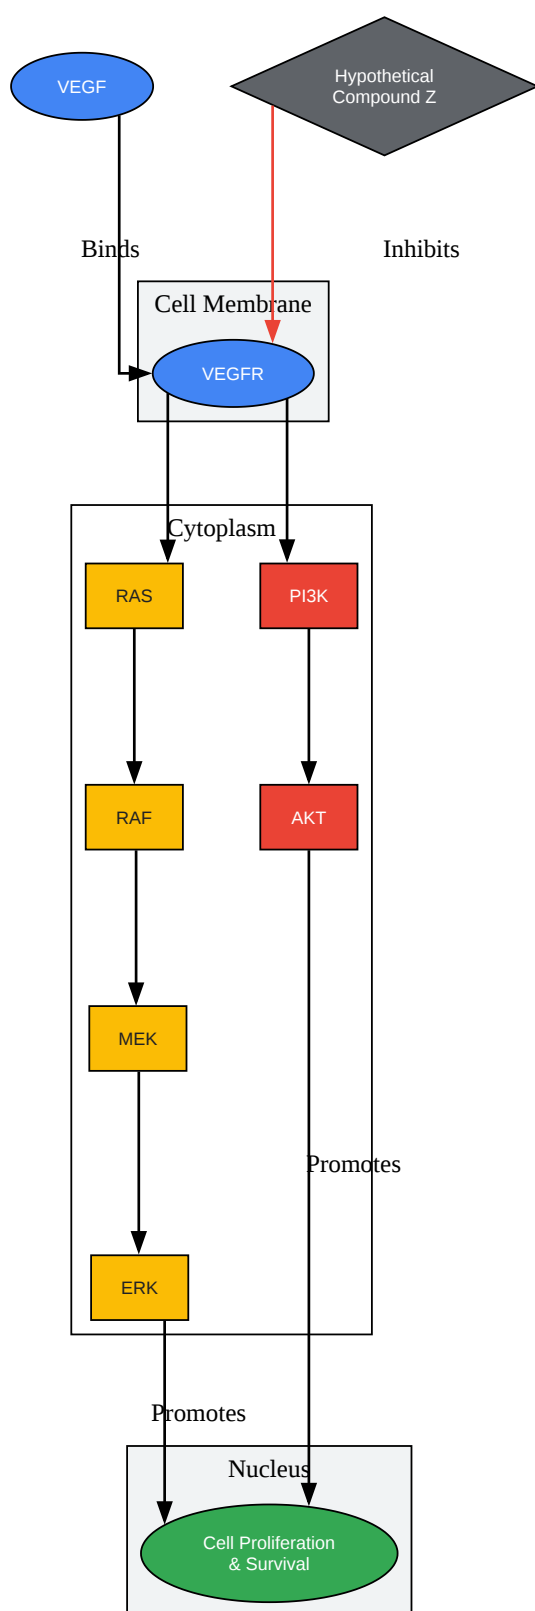 VEGF
Hypothetical
Compound Z
Binds
Inhibits
Cell Membrane
VEGFR
Cytoplasm
RAS
PI3K
RAF
AKT
MEK
Promotes
ERK
Promotes
Nucleus
Cell Proliferation
& Survival